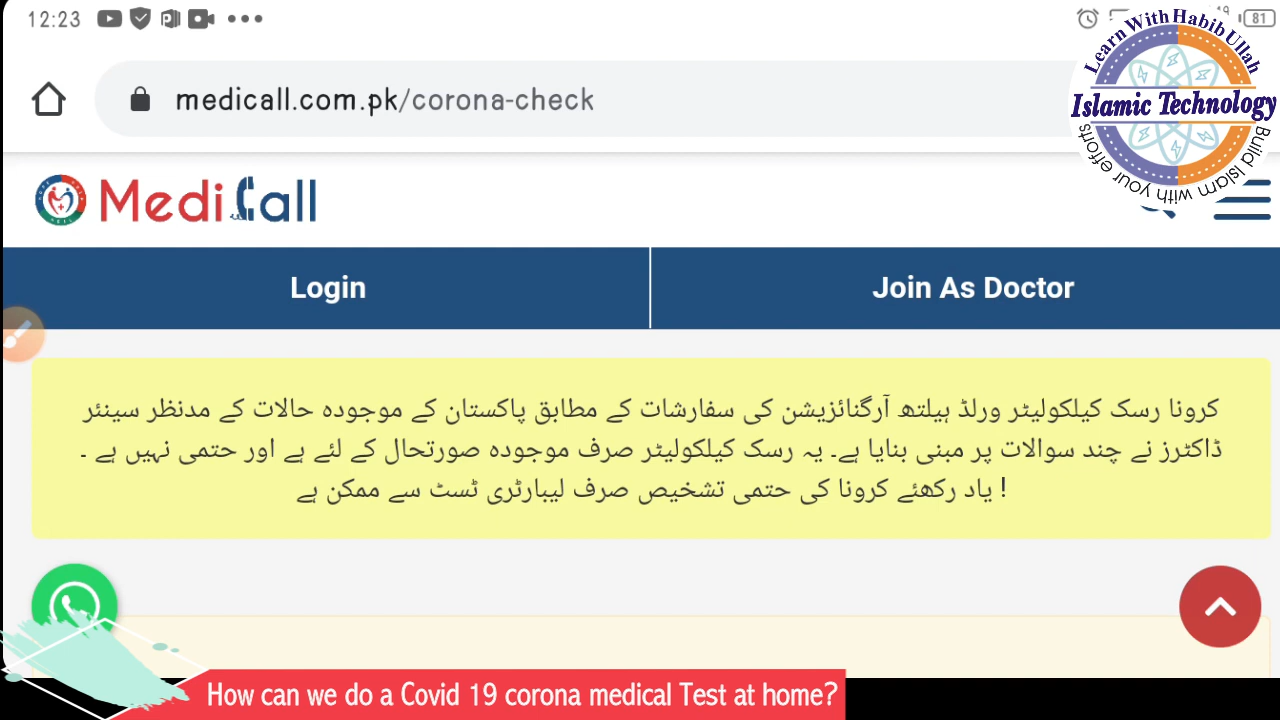 12:23
81
medicall.com.pk/corona-check
Learn With Habib Ullah
Islamic Technology
Build Islam with your efforts
MediCall
Login
Join As Doctor
کرونا رسک کیلکولیٹر ورلڈ ہیلتھ آرگنائزیشن کی سفارشات کے مطابق پاکستان کے موجودہ حالات کے مدنظر سینئر
ڈاکٹرز نے چند سوالات پر مبنی بنایا ہے۔ یہ رسک کیلکولیٹر صرف موجودہ صورتحال کے لئے ہے اور حتمی نہیں ہے ۔
! یاد رکھئے کرونا کی حتمی تشخیص صرف لیبارٹری ٹسٹ سے ممکن ہے
How can we do a Covid 19 corona medical Test at home?